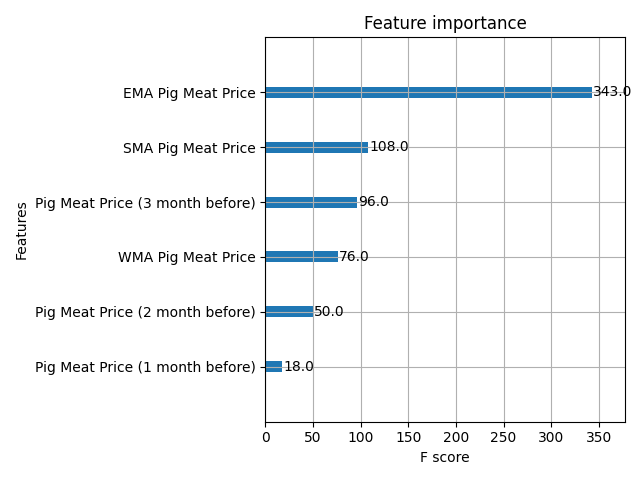 Feature importance
Features
EMA Pig Meat Price
343.0
SMA Pig Meat Price
108.0
Pig Meat Price (3 month before)
96.0
WMA Pig Meat Price
76.0
Pig Meat Price (2 month before)
50.0
Pig Meat Price (1 month before)
18.0
0 50 100 150 200 250 300 350
F score